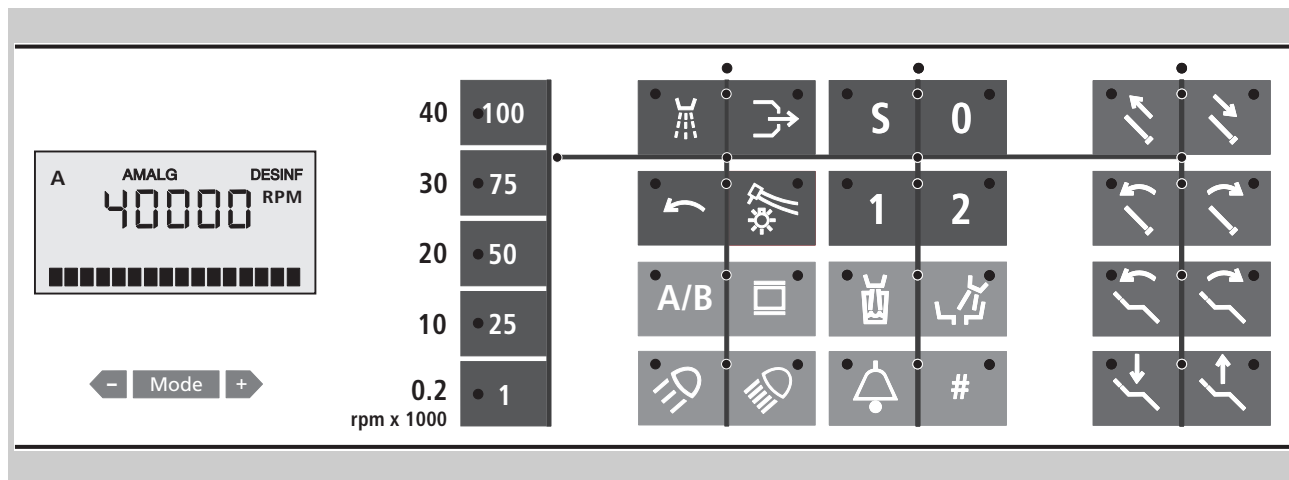 A AMALG DESINF
40000 RPM
− Mode +
40 100
30 75
20 50
10 25
0.2 1
rpm x 1000
S 0
1 2
A/B
#